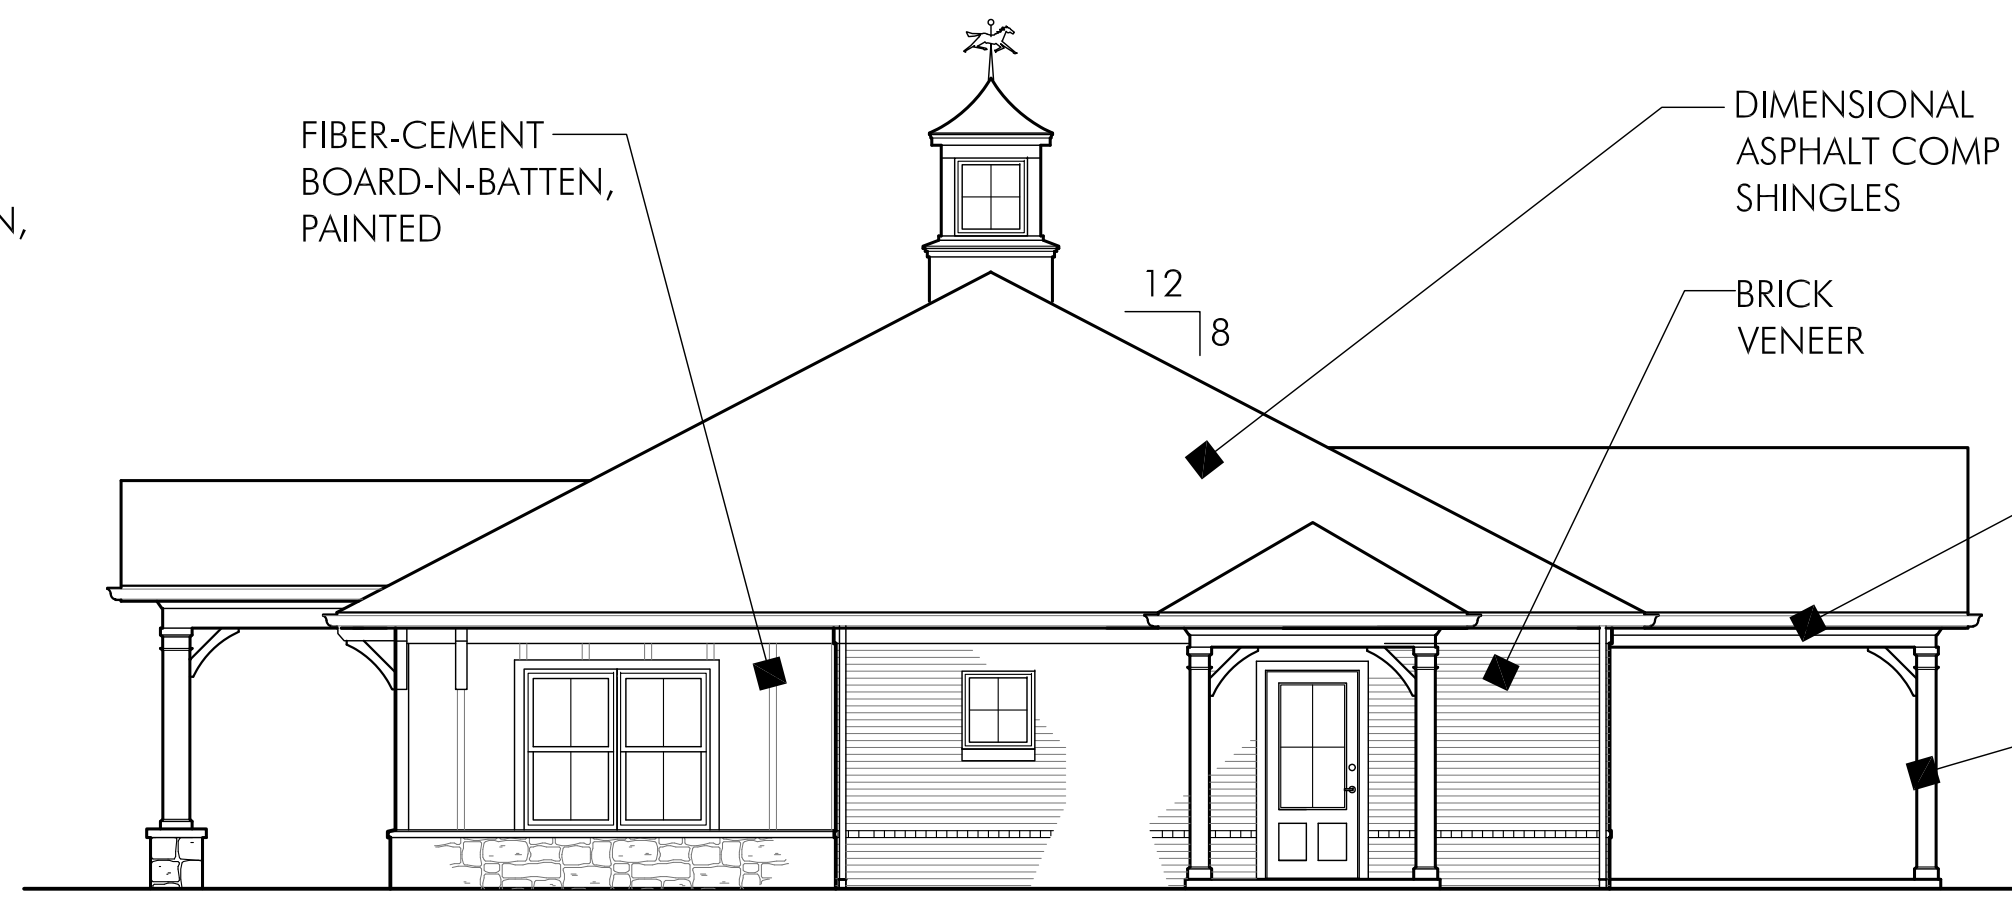 N,
FIBER-CEMENT
BOARD-N-BATTEN,
PAINTED
12
8
DIMENSIONAL
ASPHALT COMP
SHINGLES
BRICK
VENEER